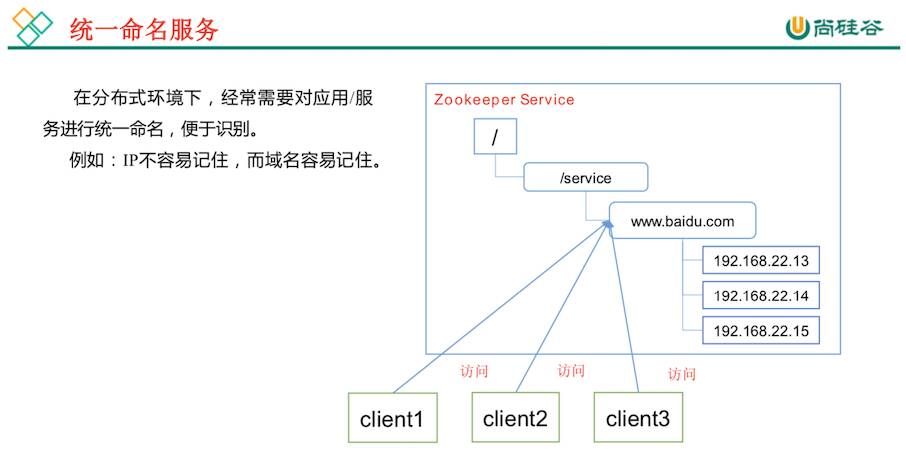 统一命名服务
尚硅谷
在分布式环境下，经常需要对应用/服
务进行统一命名，便于识别。
例如：IP不容易记住，而域名容易记住。
Zookeeper Service
/
/service
www.baidu.com
192.168.22.13
192.168.22.14
192.168.22.15
访问
访问
访问
client1
client2
client3